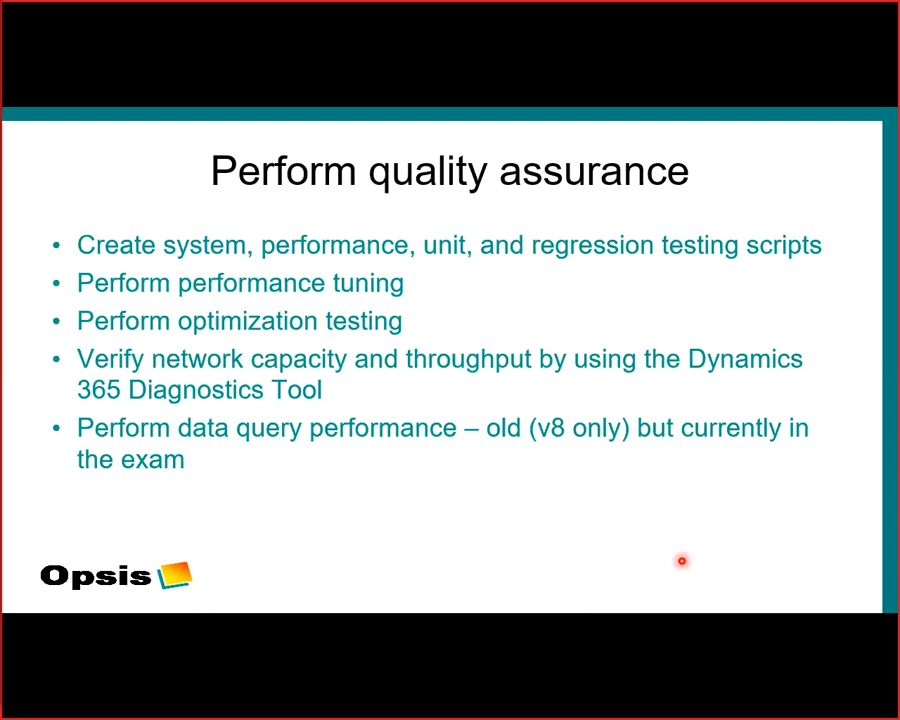 Perform quality assurance
• Create system, performance, unit, and regression testing scripts
• Perform performance tuning
• Perform optimization testing
• Verify network capacity and throughput by using the Dynamics
365 Diagnostics Tool
• Perform data query performance – old (v8 only) but currently in
the exam
Opsis